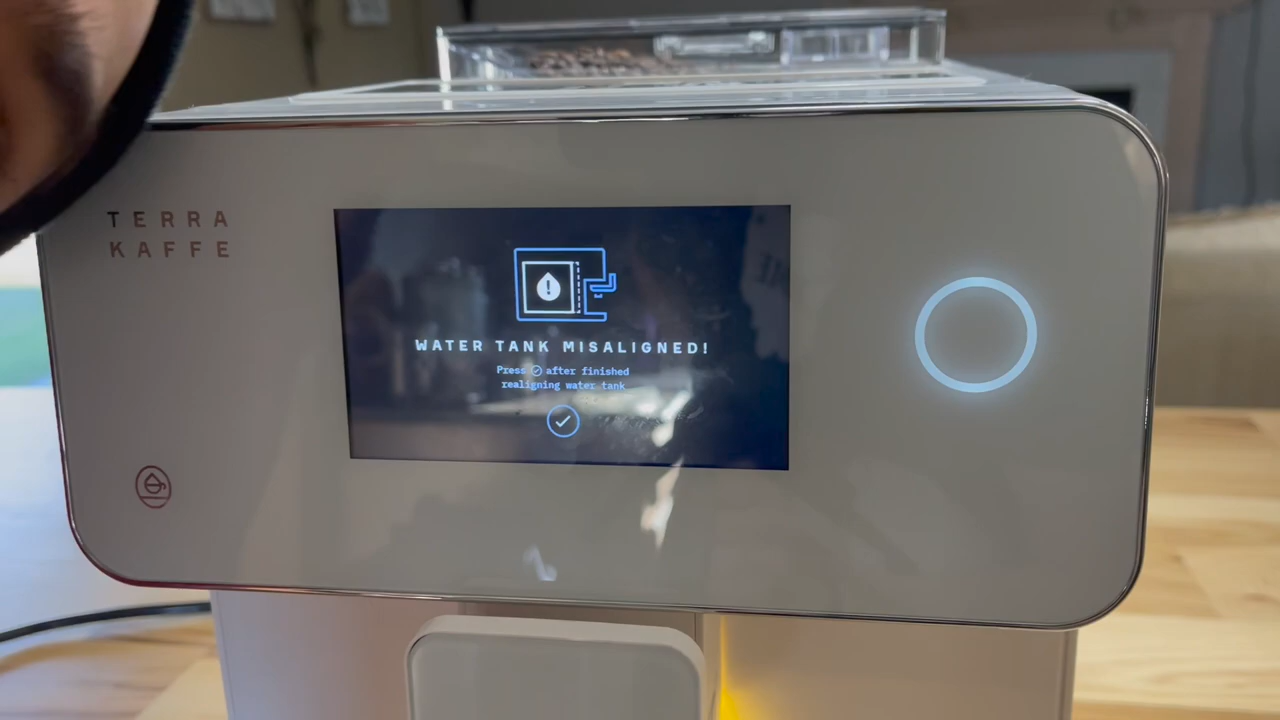 TERRA
KAFFE
WATER TANK MISALIGNED!
Press ✓ after finished
realigning water tank